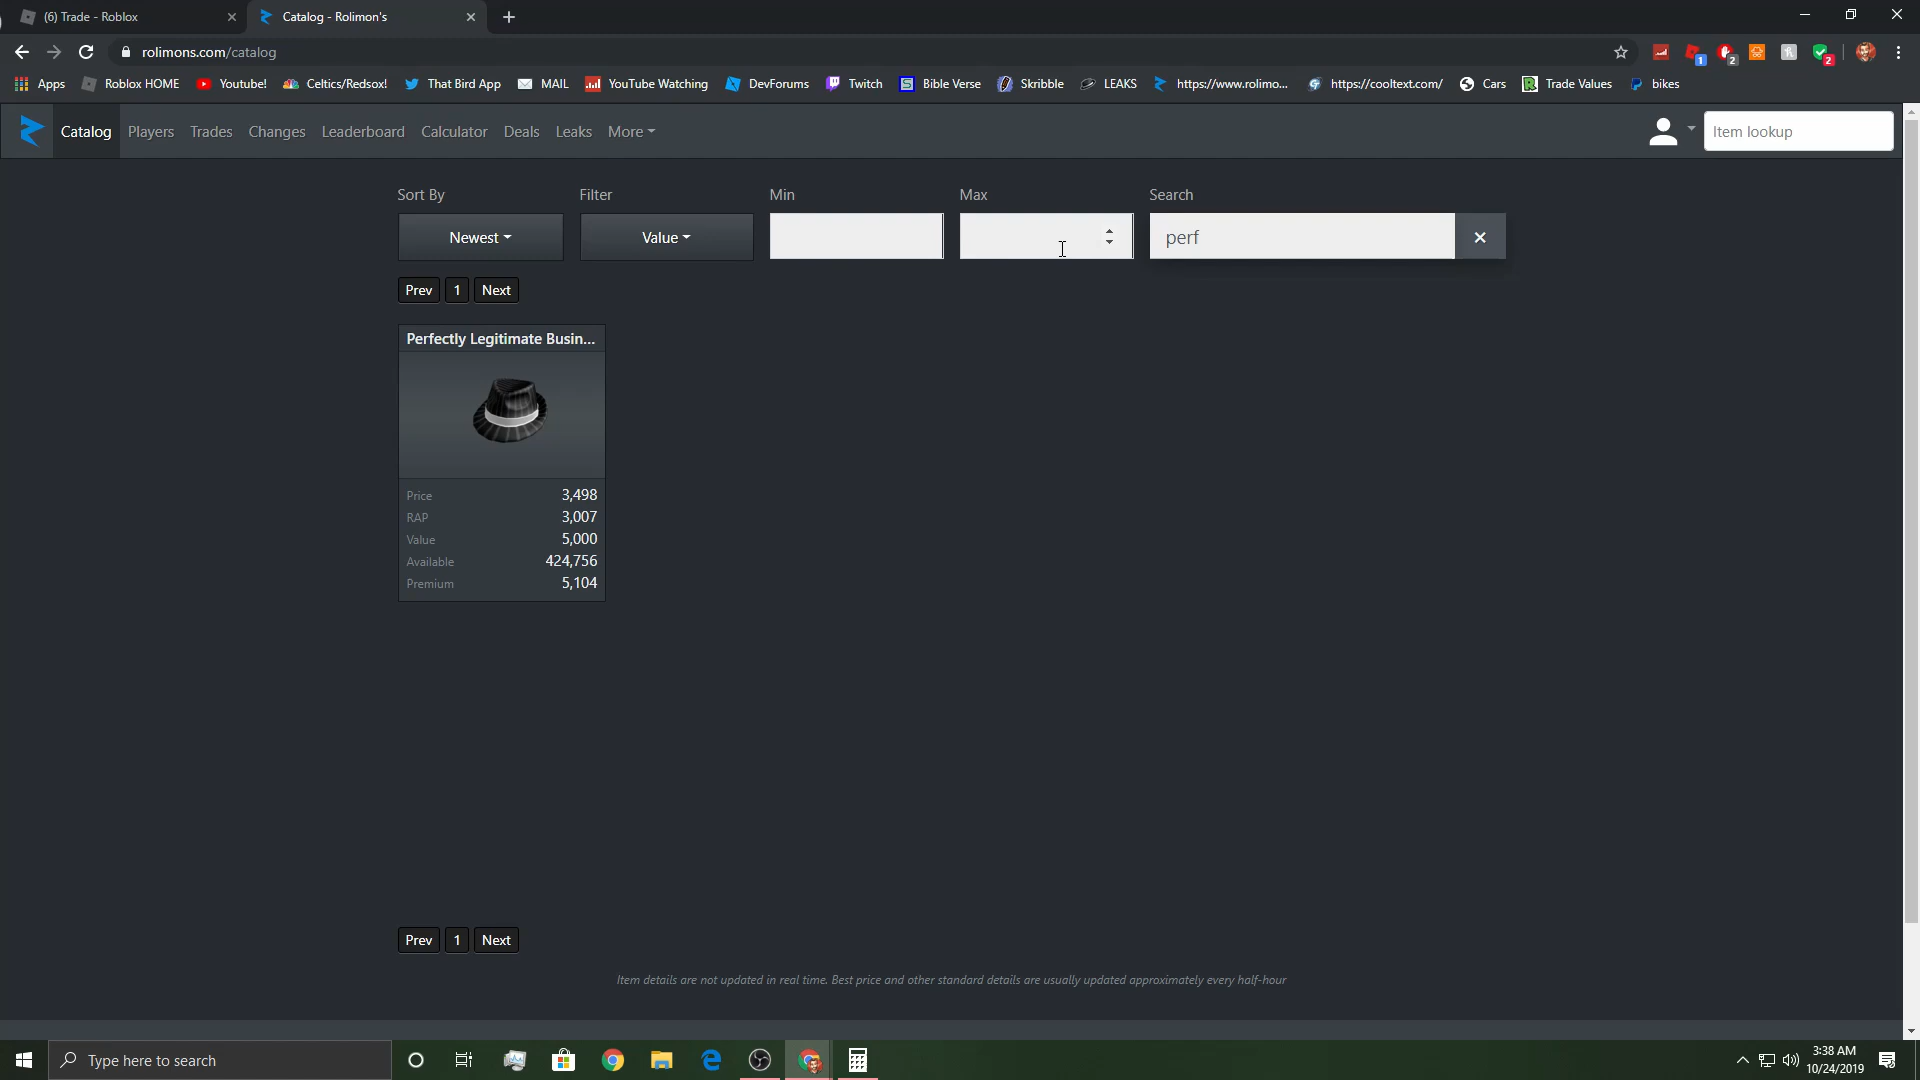 (6) Trade - Roblox
Catalog - Rolimon's
rolimons.com/catalog
Apps
Roblox HOME
Youtube!
Celtics/Redsox!
That Bird App
MAIL
YouTube Watching
DevForums
Twitch
Bible Verse
Skribble
LEAKS
https://www.rolimo...
https://cooltext.com/
Cars
Trade Values
bikes
Catalog Players Trades Changes Leaderboard Calculator Deals Leaks More
Item lookup
Sort By Filter Min Max Search
Newest Value perf
Prev 1 Next
Perfectly Legitimate Busin...
Price 3,498
RAP 3,007
Value 5,000
Available 424,756
Premium 5,104
Prev 1 Next
Item details are not updated in real time. Best price and other standard details are usually updated approximately every half-hour
Type here to search
3:38 AM
10/24/2019